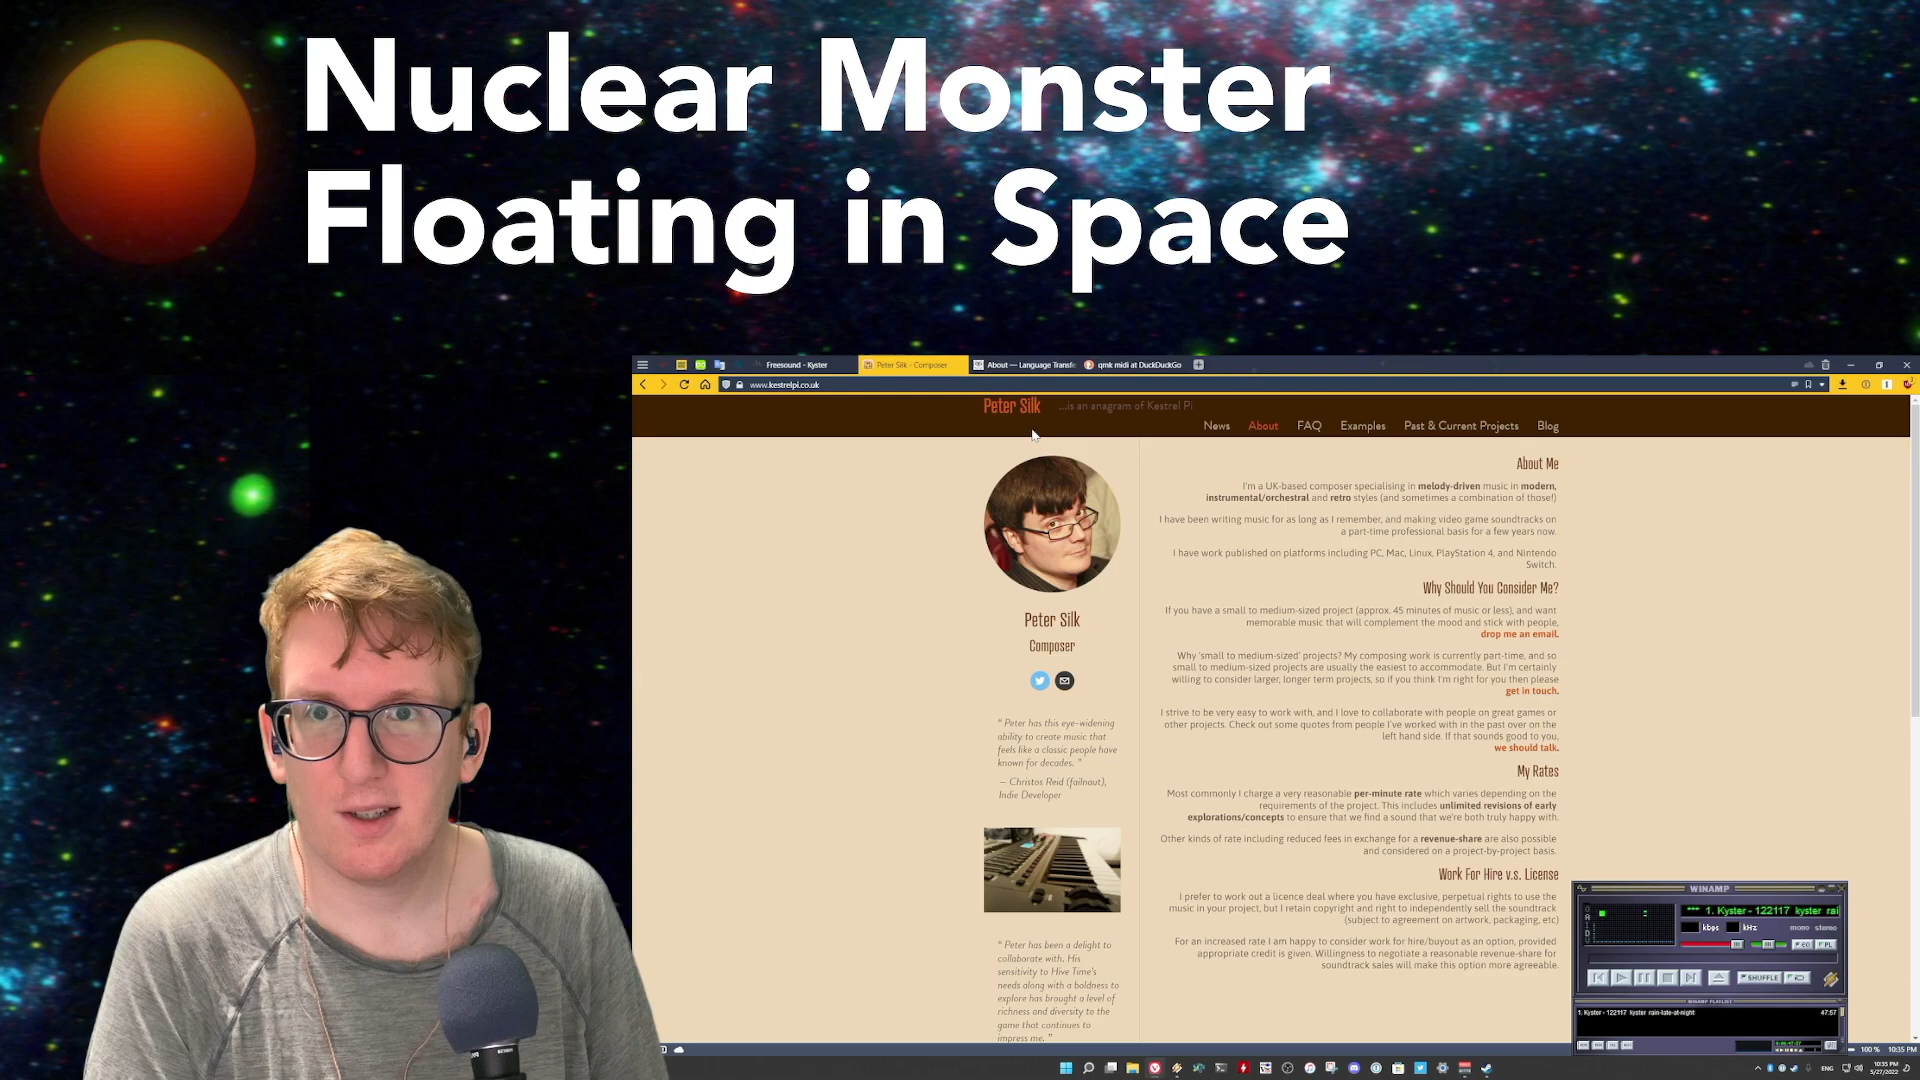 Nuclear Monster
Floating in Space
Freesound - Kyster
Peter Silk - Composer
About — Language Transfe
qmk midi at DuckDuckGo
www.kestrelpi.co.uk
Peter Silk
...is an anagram of Kestrel Pi
News About FAQ Examples Past & Current Projects Blog
Peter Silk
Composer
“ Peter has this eye-widening
ability to create music that
feels like a classic people have
known for decades. ”
— Christos Reid (failnaut),
Indie Developer
“ Peter has been a delight to
collaborate with. His
sensitivity to Hive Time's
needs along with a boldness to
explore has brought a level of
richness and diversity to the
game that continues to
impress me. ”
About Me
I'm a UK-based composer specialising in melody-driven music in modern,
instrumental/orchestral and retro styles (and sometimes a combination of those!)
I have been writing music for as long as I remember, and making video game soundtracks on
a part-time professional basis for a few years now.
I have work published on platforms including PC, Mac, Linux, PlayStation 4, and Nintendo
Switch.
Why Should You Consider Me?
If you have a small to medium-sized project (approx. 45 minutes of music or less), and want
memorable music that will complement the mood and stick with people,
drop me an email.
Why 'small to medium-sized' projects? My composing work is currently part-time, and so
small to medium-sized projects are usually the easiest to accommodate. But I'm certainly
willing to consider larger, longer term projects, so if you think I'm right for you then please
get in touch.
I strive to be very easy to work with, and I love to collaborate with people on great games or
other projects. Check out some quotes from people I've worked with in the past over on the
left hand side. If that sounds good to you,
we should talk.
My Rates
Most commonly I charge a very reasonable per-minute rate which varies depending on the
requirements of the project. This includes unlimited revisions of early
explorations/concepts to ensure that we find a sound that we're both truly happy with.
Other kinds of rate including reduced fees in exchange for a revenue-share are also possible
and considered on a project-by-project basis.
Work For Hire v.s. License
I prefer to work out a licence deal where you have exclusive, perpetual rights to use the
music in your project, but I retain copyright and right to independently sell the soundtrack
(subject to agreement on artwork, packaging, etc)
For an increased rate I am happy to consider work for hire/buyout as an option, provided
appropriate credit is given. Willingness to negotiate a reasonable revenue-share for
soundtrack sales will make this option more agreeable.
WINAMP
*** 1. Kyster - 122117 kyster rai
kbps kHz mono stereo
EQ PL
SHUFFLE
WINAMP PLAYLIST
1. Kyster - 122117 kyster rain-late-at-night 47:57
100 % 10:35 PM
ENG
10:35 PM
5/27/2022